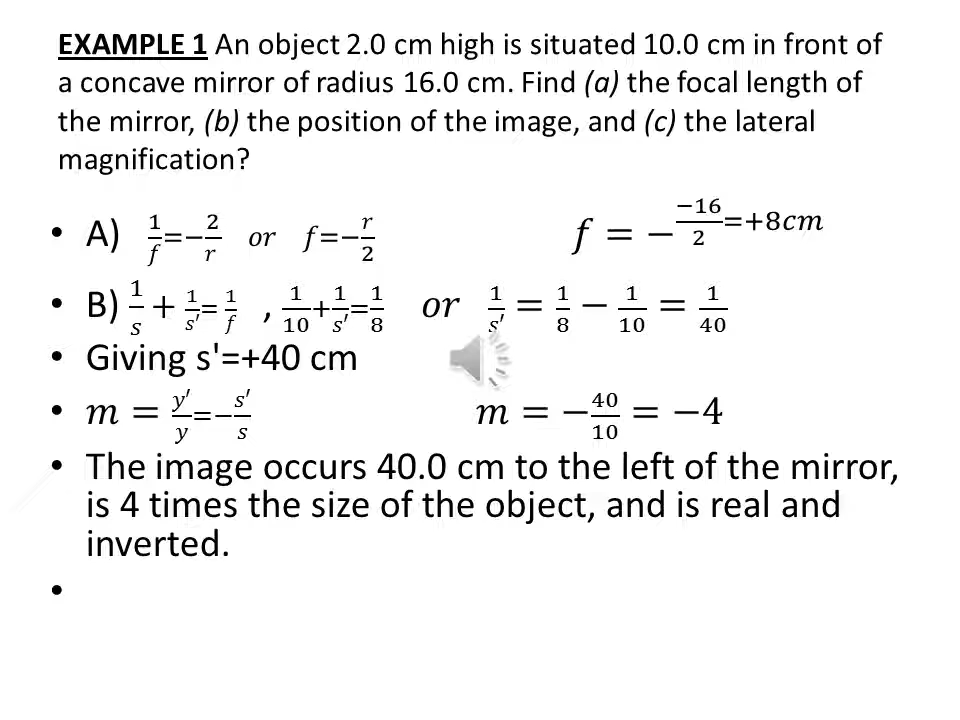 EXAMPLE 1 An object 2.0 cm high is situated 10.0 cm in front of
a concave mirror of radius 16.0 cm. Find (a) the focal length of
the mirror, (b) the position of the image, and (c) the lateral
magnification?
• A) 1/f=−2/r or f=−r/2 f = −−16/2=+8cm
• B) 1/s + 1/s′= 1/f , 1/10+1/s′=1/8 or 1/s′ = 1/8 − 1/10 = 1/40
• Giving s'=+40 cm
• m = y′/y=−s′/s m = −40/10 = −4
• The image occurs 40.0 cm to the left of the mirror,
is 4 times the size of the object, and is real and
inverted.
•